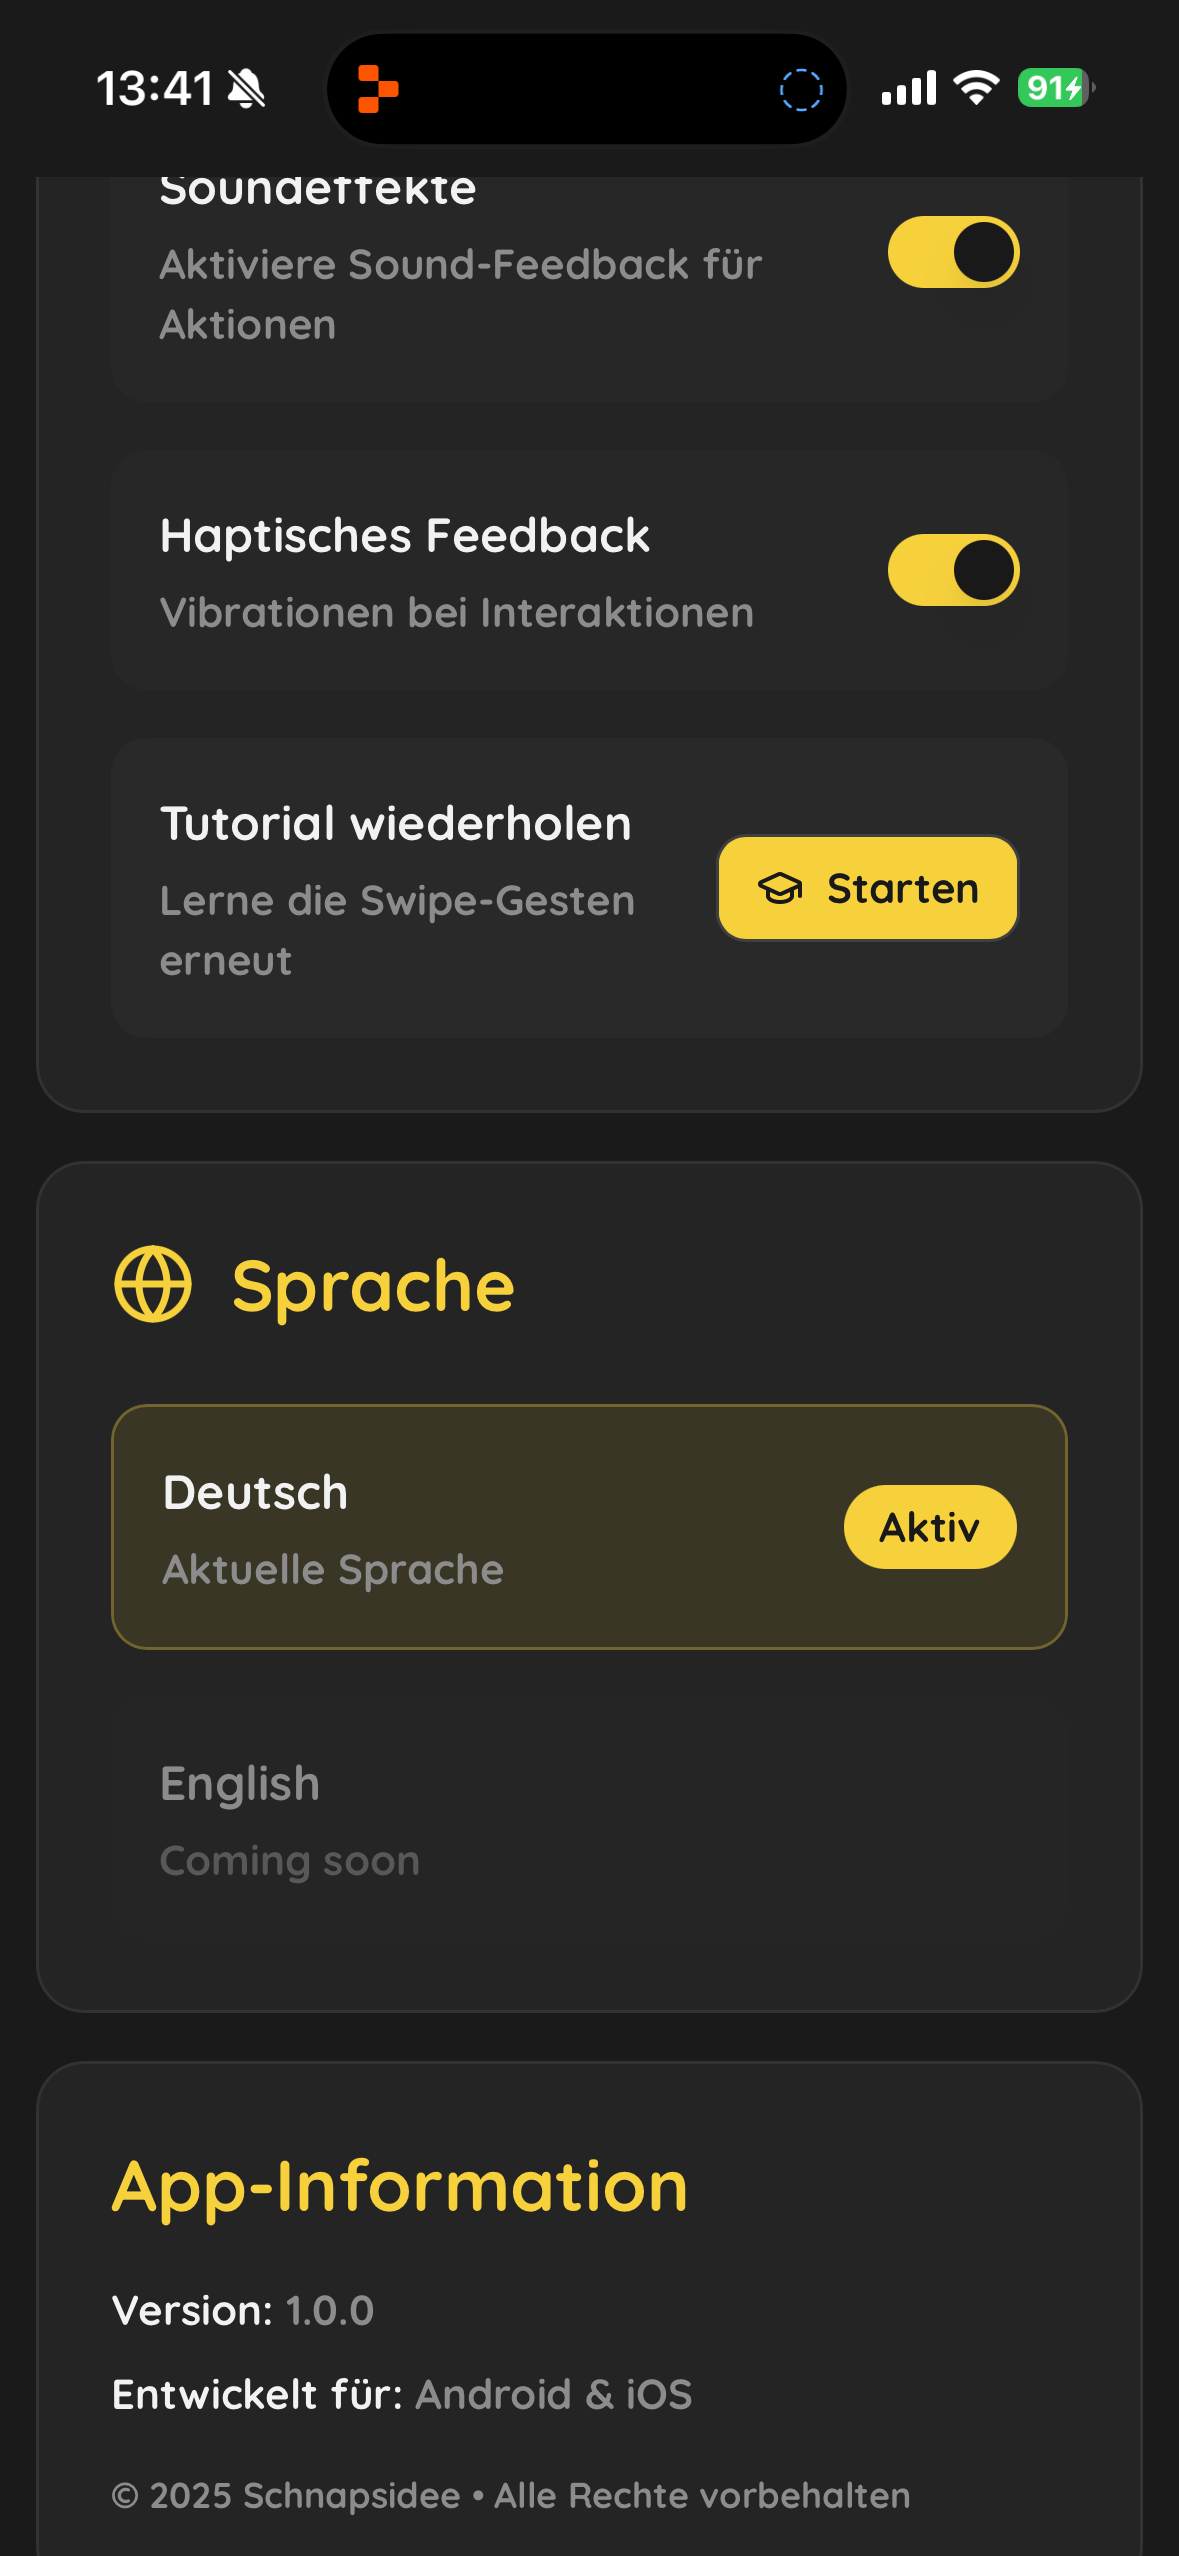 13:41
91
Soundeffekte
Aktiviere Sound-Feedback für
Aktionen
Haptisches Feedback
Vibrationen bei Interaktionen
Tutorial wiederholen
Lerne die Swipe-Gesten
erneut
Starten
Sprache
Deutsch
Aktuelle Sprache
Aktiv
English
Coming soon
App-Information
Version: 1.0.0
Entwickelt für: Android & iOS
© 2025 Schnapsidee • Alle Rechte vorbehalten